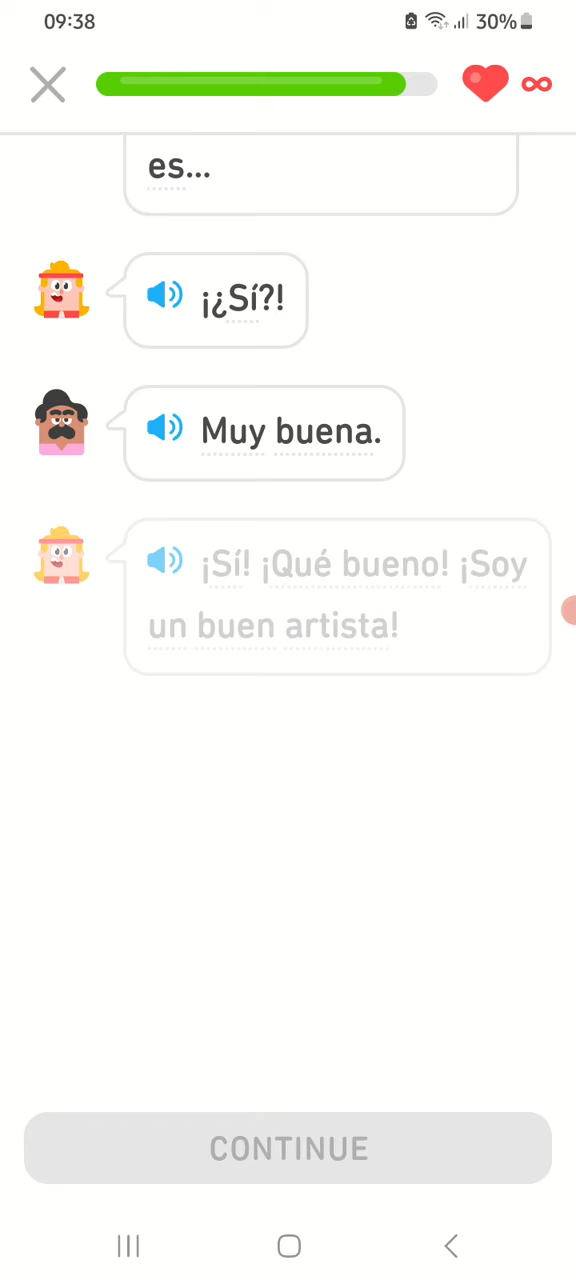 09:38
30%
es...
¡¿Sí?!
Muy buena.
¡Sí! ¡Qué bueno! ¡Soy
un buen artista!
CONTINUE